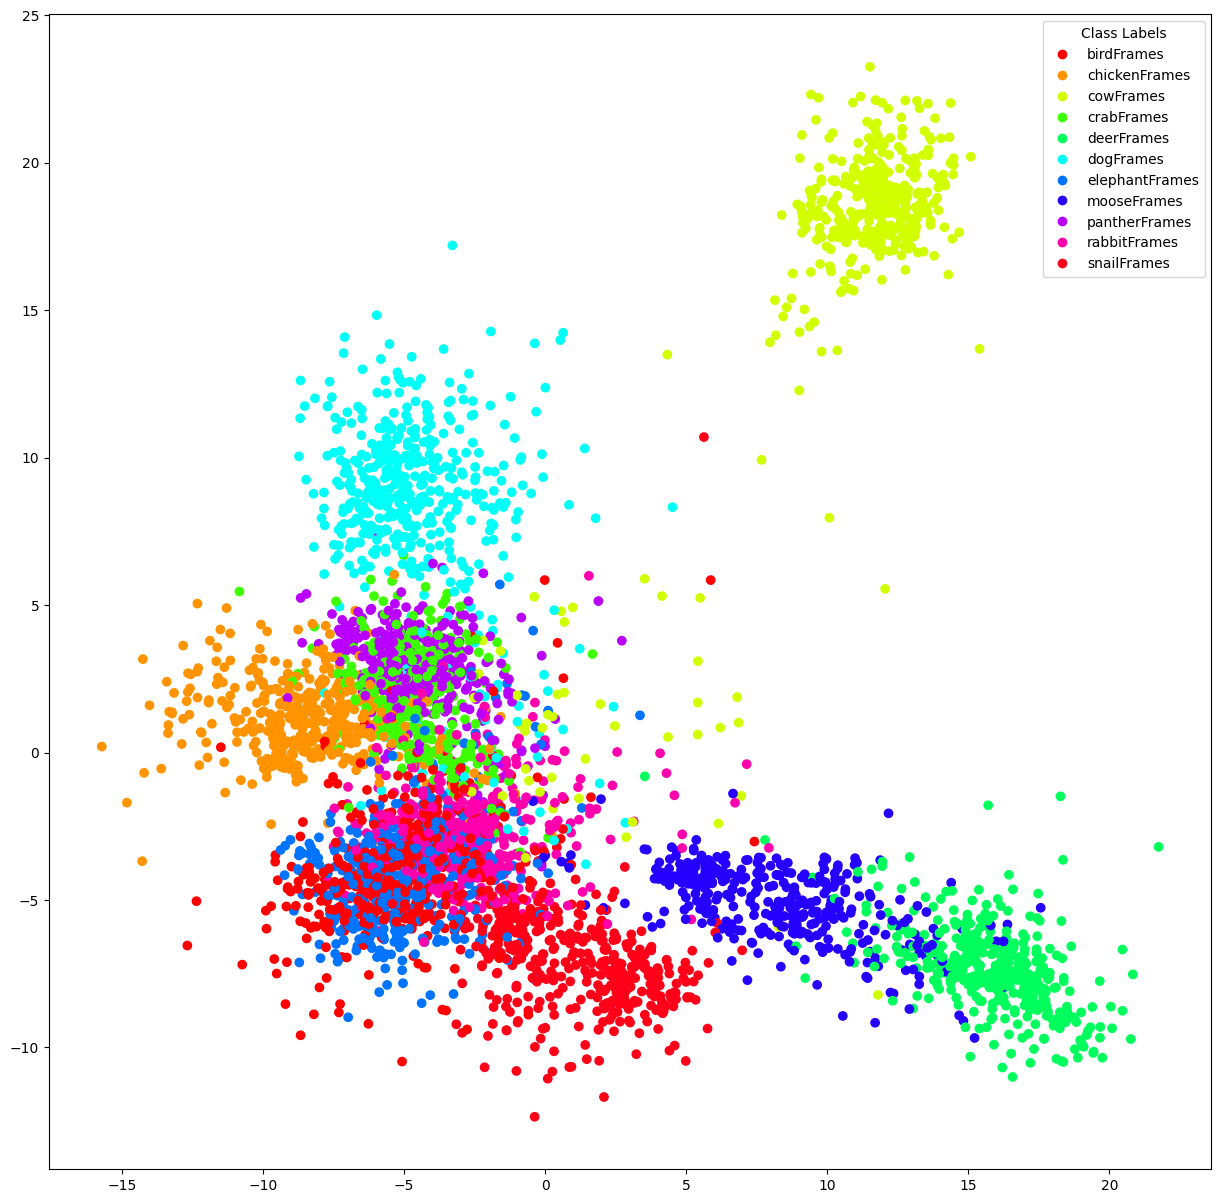 Class Labels
birdFrames
chickenFrames
cowFrames
crabFrames
deerFrames
dogFrames
elephantFrames
mooseFrames
pantherFrames
rabbitFrames
snailFrames
25
20
15
10
5
0
−5
−10
−15 −10 −5 0 5 10 15 20